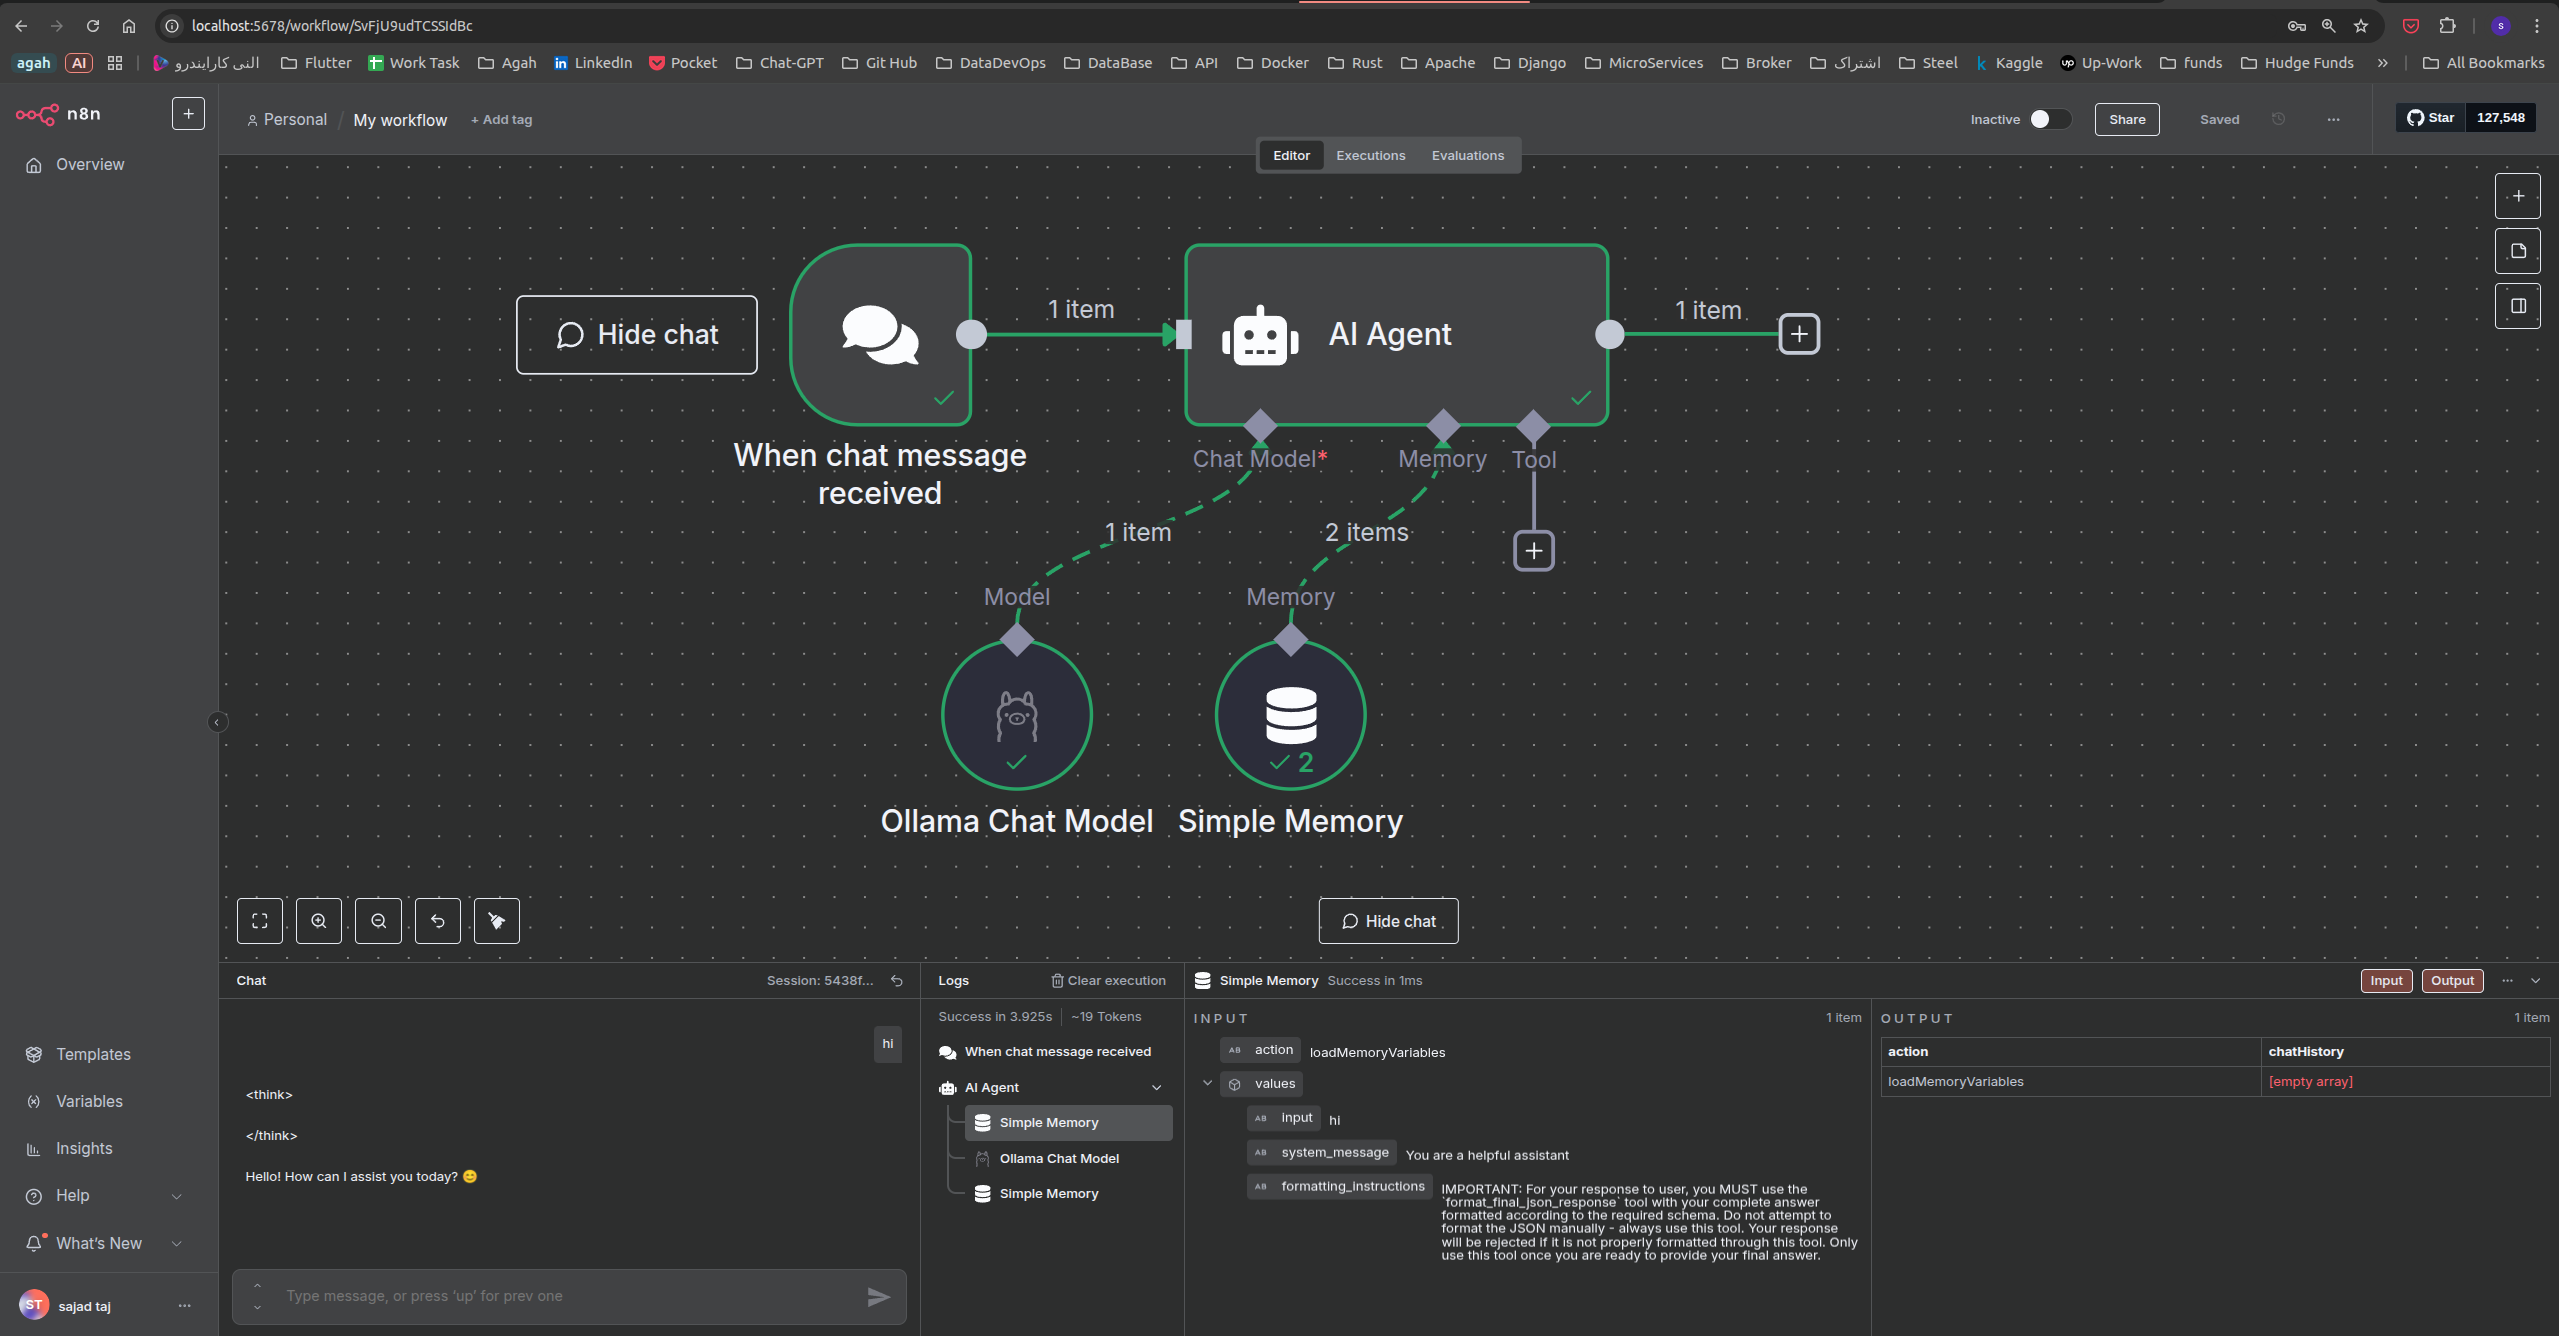 localhost:5678/workflow/SvFjU9udTCSSIdBc
agah AI النی کارایندرو Flutter Work Task Agah LinkedIn Pocket Chat-GPT Git Hub DataDevOps DataBase API Docker Rust Apache Django MicroServices Broker اشتراک Steel Kaggle Up-Work funds Hudge Funds » All Bookmarks
n8n
Personal / My workflow + Add tag
Inactive Share Saved ... Star 127,548
Editor Executions Evaluations
Overview
Hide chat
1 item
AI Agent
1 item
When chat message
received
Chat Model*
Memory
Tool
1 item
2 items
Model
Memory
2
Ollama Chat Model
Simple Memory
Hide chat
Templates
Variables
Insights
Help
What's New
ST sajad taj ...
Chat Session: 5438f...
hi
<think>
</think>
Hello! How can I assist you today? 😊
Type message, or press 'up' for prev one
Logs Clear execution
Success in 3.925s ~19 Tokens
When chat message received
AI Agent
Simple Memory
Ollama Chat Model
Simple Memory
Simple Memory Success in 1ms
Input Output ...
INPUT 1 item
AB action loadMemoryVariables
values
AB input hi
AB system_message You are a helpful assistant
AB formatting_instructions IMPORTANT: For your response to user, you MUST use the
`format_final_json_response` tool with your complete answer
formatted according to the required schema. Do not attempt to
format the JSON manually - always use this tool. Your response
will be rejected if it is not properly formatted through this tool. Only
use this tool once you are ready to provide your final answer.
OUTPUT 1 item
action chatHistory
loadMemoryVariables [empty array]